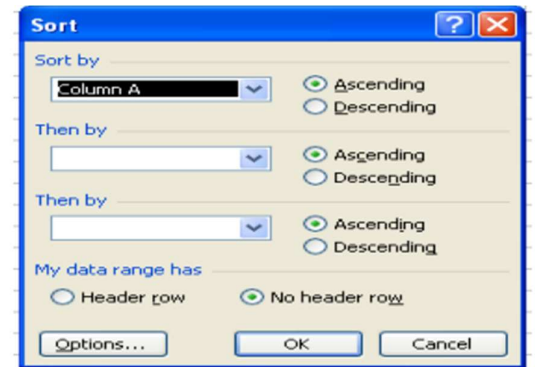 Sort
Sort by
Column A
Ascending
Descending
Then by
Ascending
Descending
Then by
Ascending
Descending
My data range has
Header row
No header row
Options...
OK
Cancel